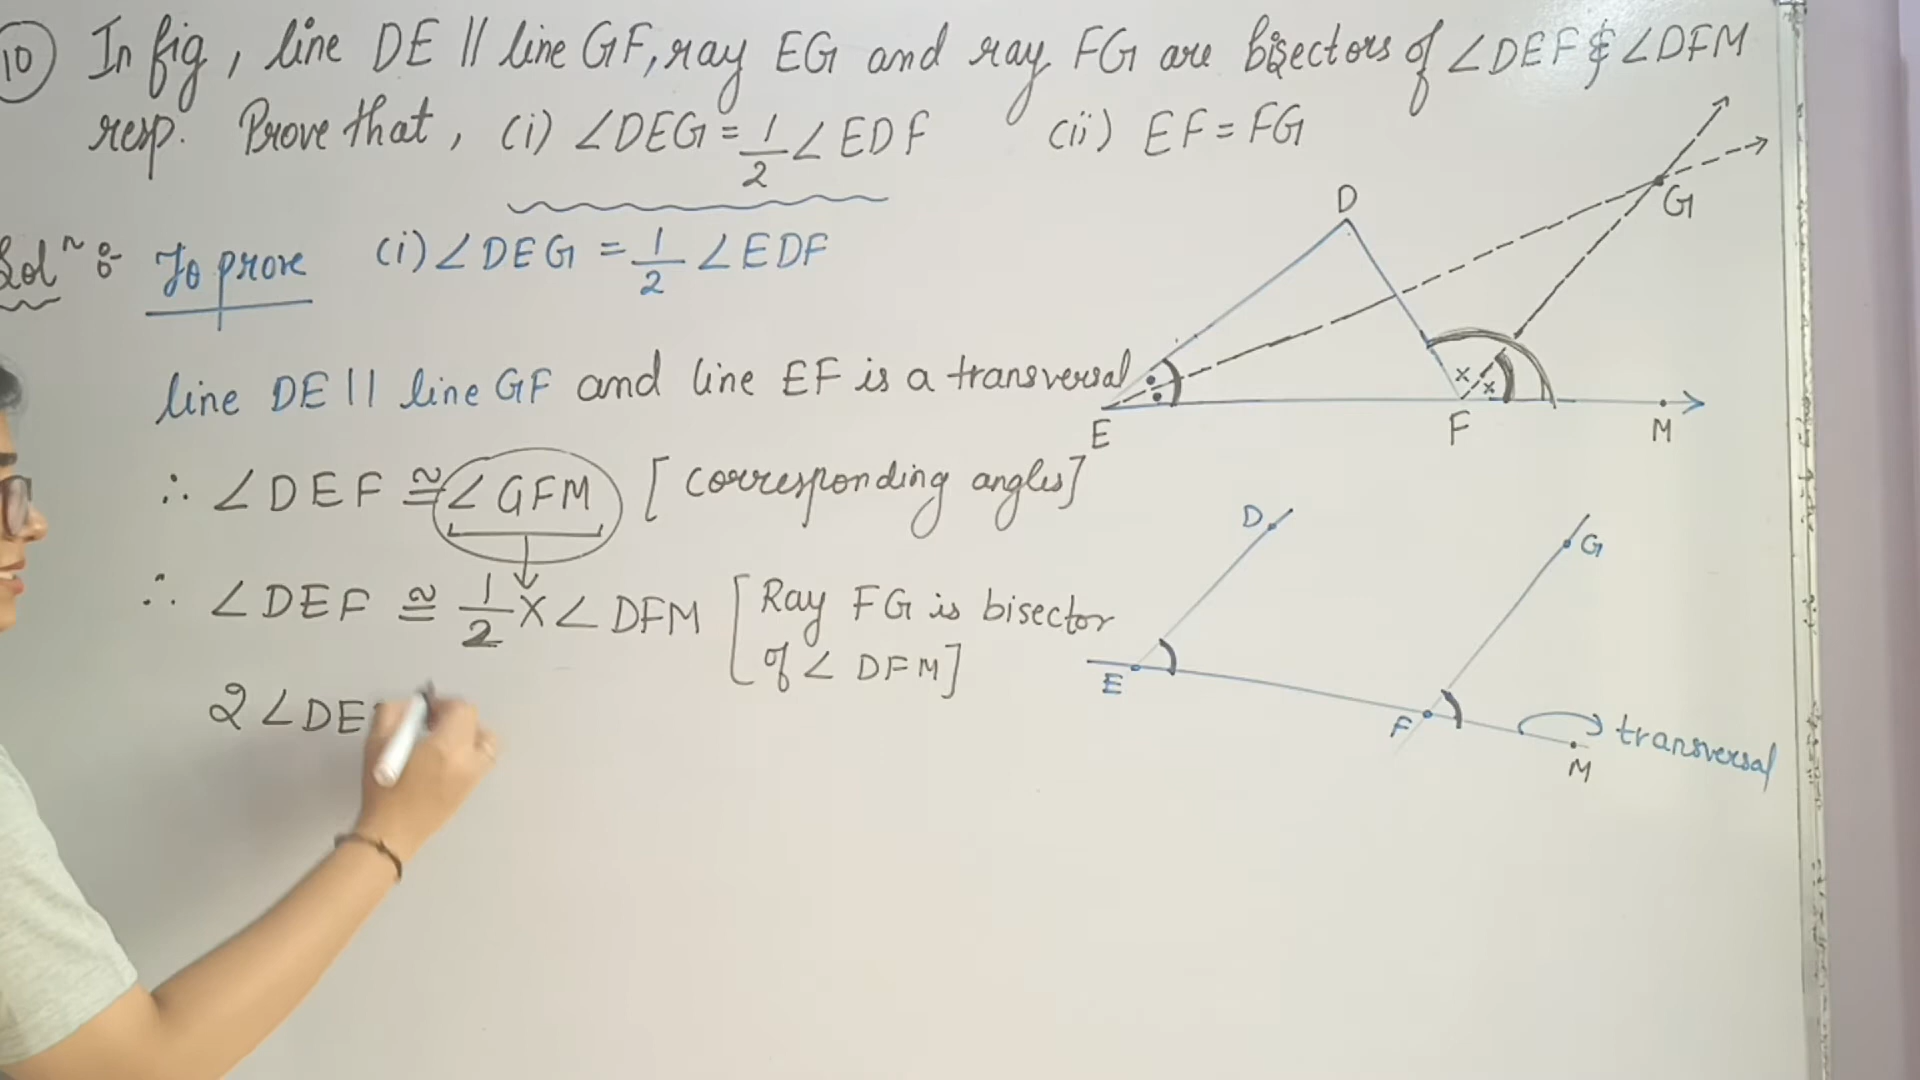 10 In fig, line DE || line GF, ray EG and ray FG are bisectors of ∠DEF & ∠DFM
resp. Prove that, (i) ∠DEG = 1/2 ∠EDF (ii) EF = FG
Solⁿ :- To prove (i) ∠DEG = 1/2 ∠EDF
line DE || line GF and line EF is a transversal
∴ ∠DEF ≅ ∠GFM [corresponding angles]
∴ ∠DEF ≅ 1/2 × ∠DFM [Ray FG is bisector
of ∠DFM]
2∠DE
D
G
x x
E F M
D G
E F
transversal
M